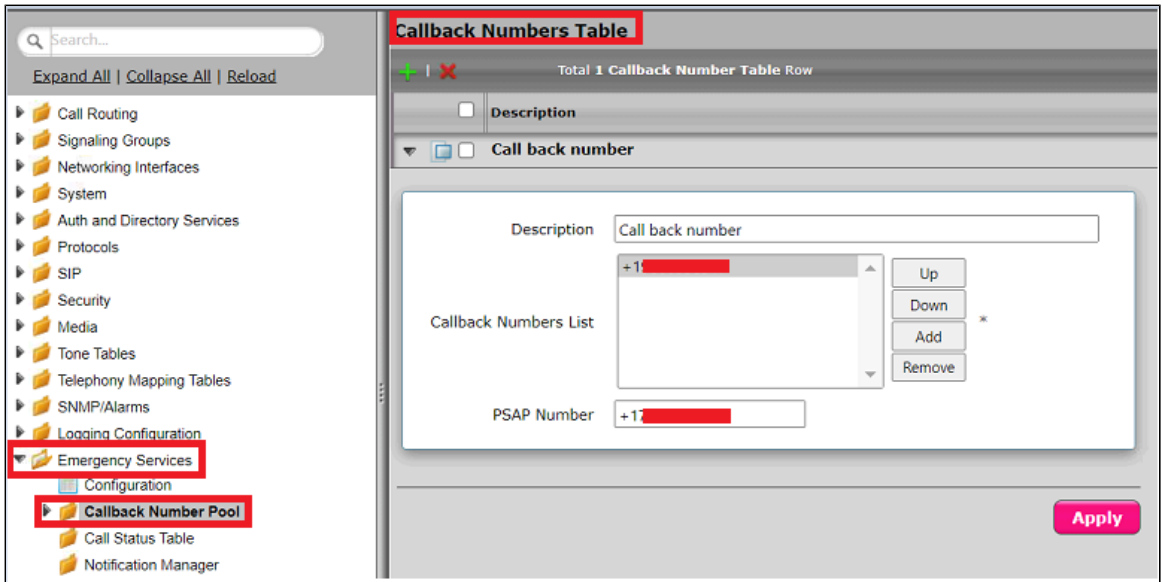 Search...
Expand All | Collapse All | Reload
Call Routing
Signaling Groups
Networking Interfaces
System
Auth and Directory Services
Protocols
SIP
Security
Media
Tone Tables
Telephony Mapping Tables
SNMP/Alarms
Logging Configuration
Emergency Services
Configuration
Callback Number Pool
Call Status Table
Notification Manager
Callback Numbers Table
Total 1 Callback Number Table Row
Description
Call back number
Description Call back number
Callback Numbers List
+1
Up
Down
Add
Remove
*
PSAP Number +17
Apply